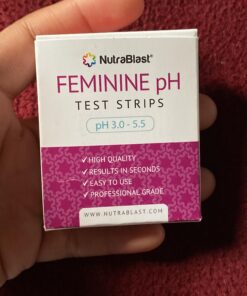 NutraBlast®
FEMININE pH
TEST STRIPS
pH 3.0 - 5.5
✓HIGH QUALITY
✓RESULTS IN SECONDS
✓EASY TO USE
✓PROFESSIONAL GRADE
WWW.NUTRABLAST.COM